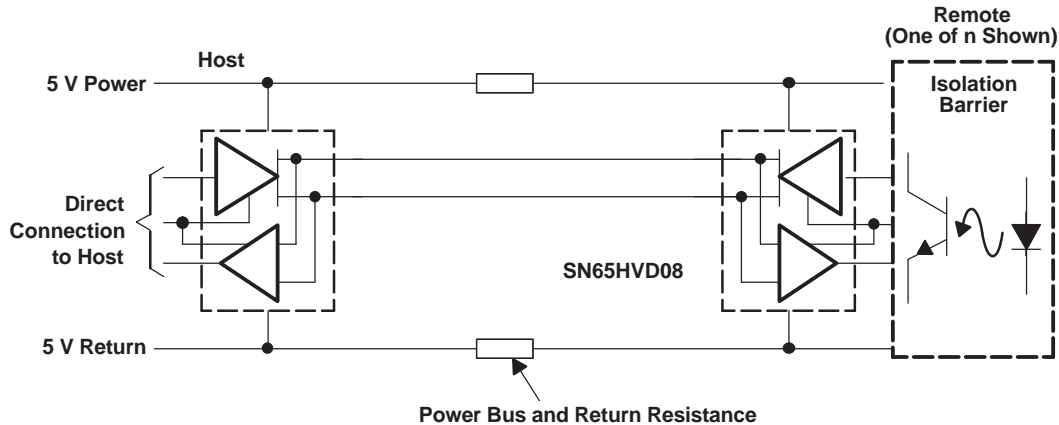 Remote
(One of n Shown)
Host
5 V Power
Isolation
Barrier
Direct
Connection
to Host
SN65HVD08
5 V Return
Power Bus and Return Resistance